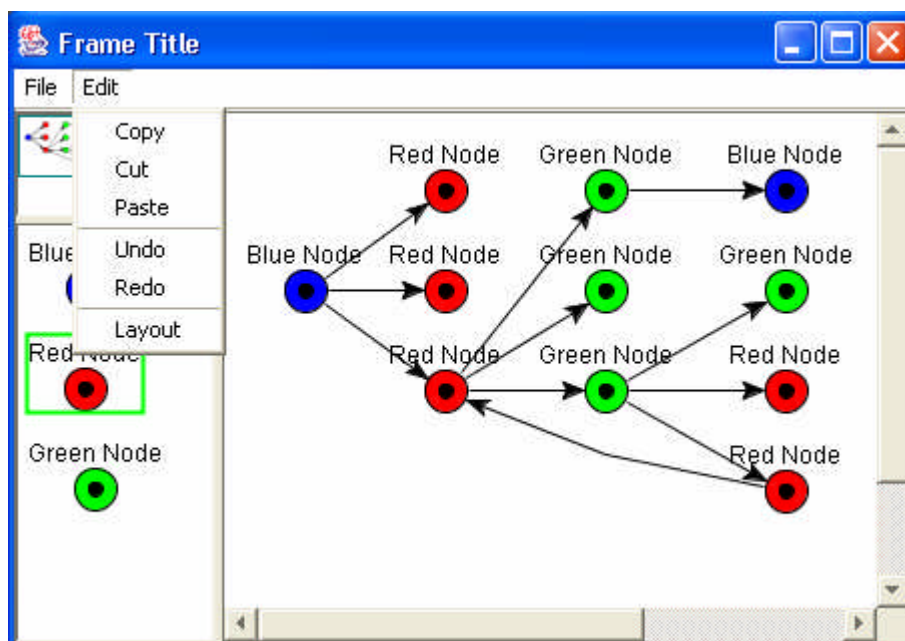 Frame Title
File Edit
Copy
Cut
Paste
Undo
Redo
Layout
Blue
Red Node
Green Node
Red Node Green Node Blue Node
Blue Node Red Node Green Node Green Node
Red Node Green Node Red Node
Red Node